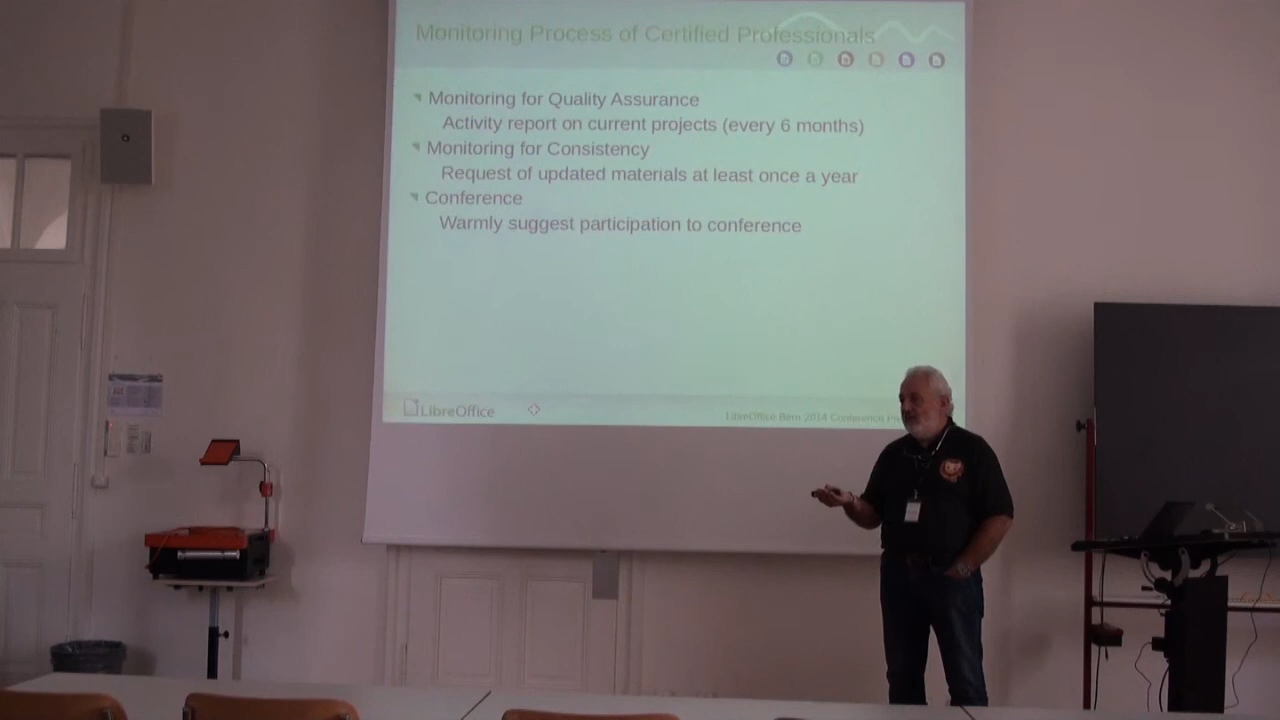 Monitoring Process of Certified Professionals
Monitoring for Quality Assurance
Activity report on current projects (every 6 months)
Monitoring for Consistency
Request of updated materials at least once a year
Conference
Warmly suggest participation to conference
LibreOffice
LibreOffice Bern 2014 Conference